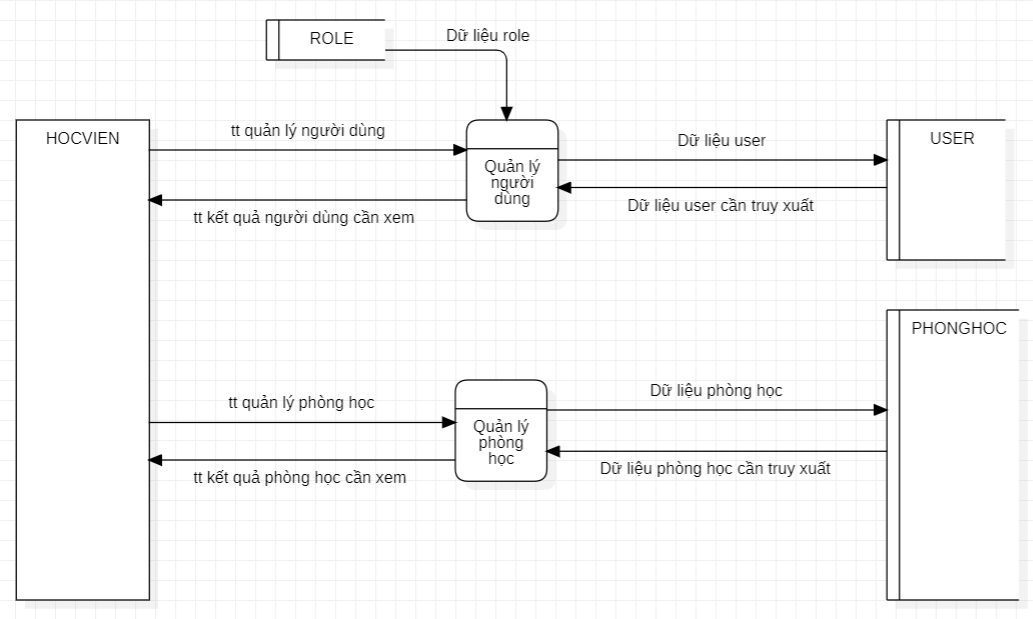 ROLE
Dữ liệu role
HOCVIEN
tt quản lý người dùng
Dữ liệu user
USER
Quản lý
người
dùng
tt kết quả người dùng cần xem
Dữ liệu user cần truy xuất
PHONGHOC
tt quản lý phòng học
Dữ liệu phòng học
Quản lý
phòng
học
tt kết quả phòng học cần xem
Dữ liệu phòng học cần truy xuất